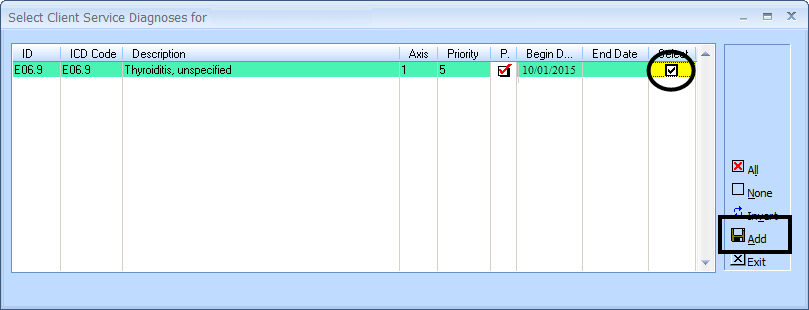 Select Client Service Diagnoses for
ID ICD Code Description Axis Priority P. Begin D... End Date Select
E06.9 E06.9 Thyroiditis, unspecified 1 5 10/01/2015
All
None
Invert
Add
Exit